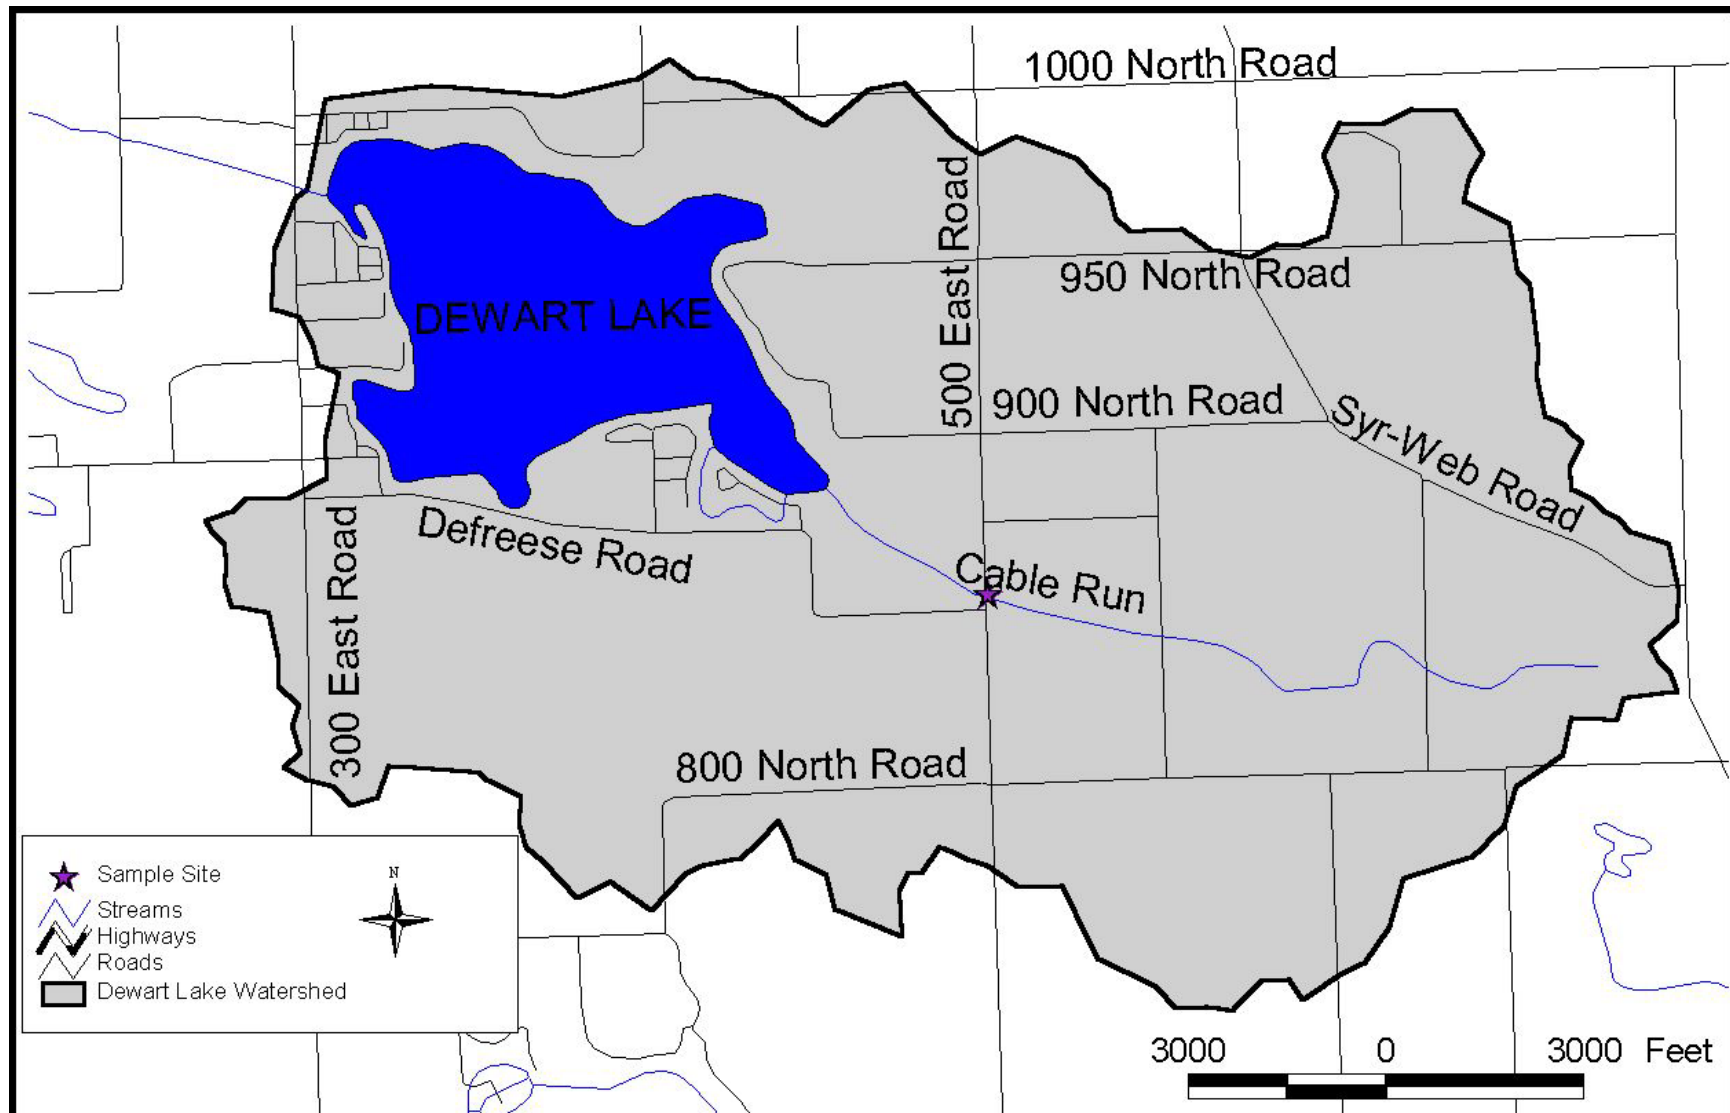 1000 North Road
500 East Road
950 North Road
DEWART LAKE
900 North Road
Syr-Web Road
Defreese Road
300 East Road
Cable Run
800 North Road
N
Sample Site
Streams
Highways
Roads
Dewart Lake Watershed
3000 0 3000 Feet